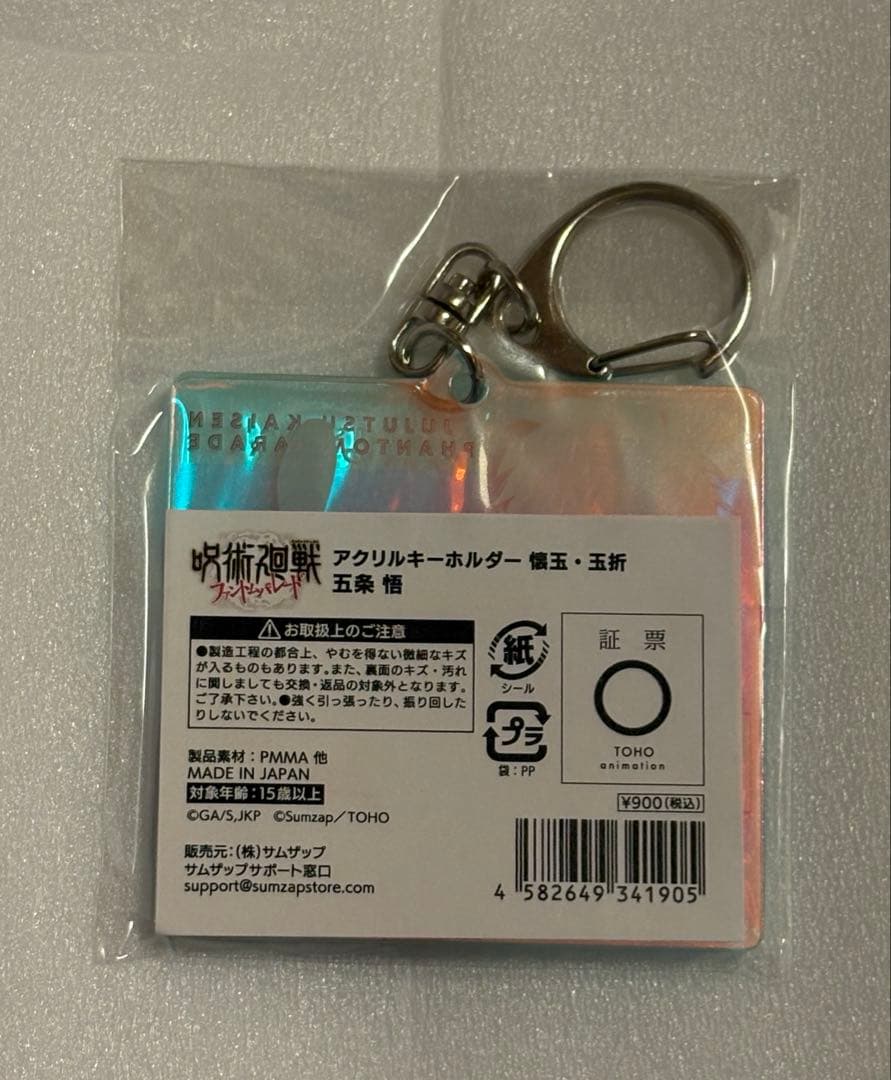 JUJUTSU KAISEN
PHANTOM PARADE
呪術廻戦
ファントムパレード
アクリルキーホルダー 懐玉・玉折
五条 悟
お取扱上のご注意
●製造工程の都合上、やむを得ない微細なキズ
が入るものもあります。また、裏面のキズ・汚れ
に関しましても交換・返品の対象外となります。
ご了承下さい。●強く引っ張ったり、振り回した
りしないでください。
紙
シール
プラ
袋：PP
証 票
TOHO
animation
製品素材：PMMA 他
MADE IN JAPAN
対象年齢：15歳以上
©GA/S,JKP ©Sumzap／TOHO
¥900(税込)
販売元：(株)サムザップ
サムザップサポート窓口
support@sumzapstore.com
4 582649 341905